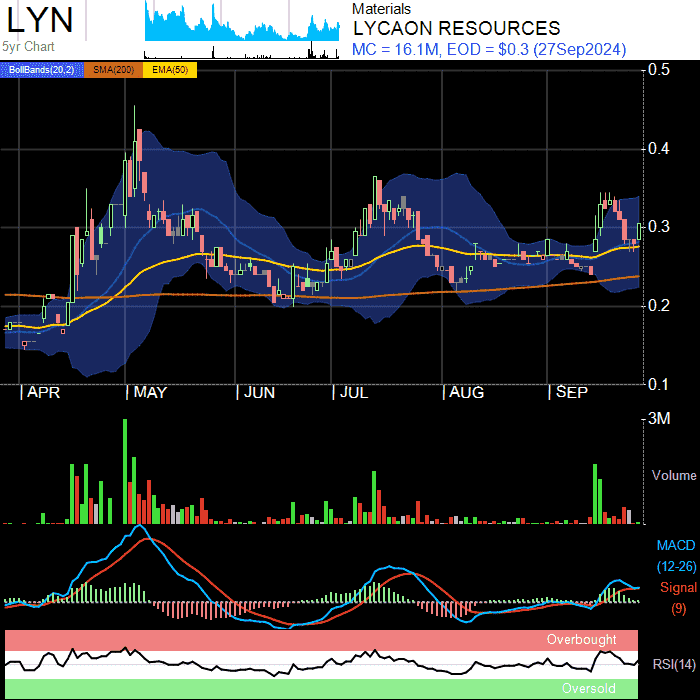 LYN
5yr Chart
Materials
LYCAON RESOURCES
MC = 16.1M, EOD = $0.3 (27Sep2024)
BollBands(20,2) SMA(200) EMA(50)
0.5
0.4
0.3
0.2
0.1
APR MAY JUN JUL AUG SEP
3M
Volume
MACD
(12-26)
Signal
(9)
Overbought
RSI(14)
Oversold